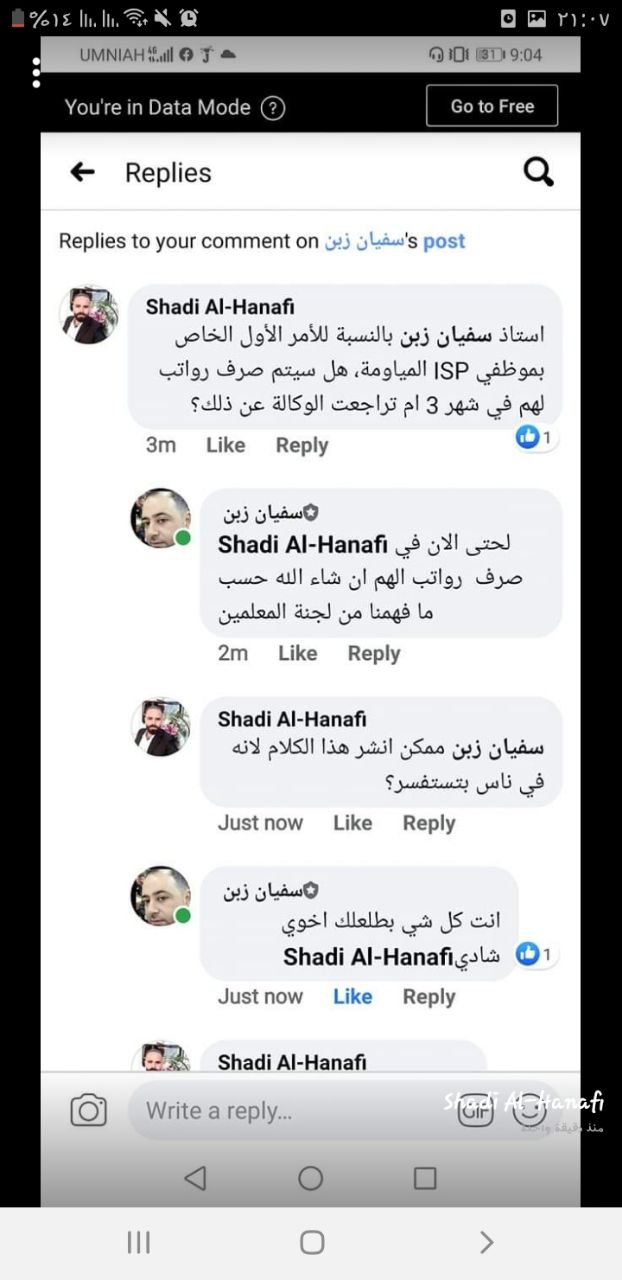 ٪١٤ ٢١:٠٧
UMNIAH 4G 31 9:04
You're in Data Mode ? Go to Free
Replies
Replies to your comment on سفيان زبن's post
Shadi Al-Hanafi
استاذ سفيان زبن بالنسبة للأمر الأول الخاص
بموظفي ISP المياومة، هل سيتم صرف رواتب
لهم في شهر 3 ام تراجعت الوكالة عن ذلك؟
3m Like Reply 1
سفيان زبن
Shadi Al-Hanafi لحتى الان في
صرف رواتب الهم ان شاء الله حسب
ما فهمنا من لجنة المعلمين
2m Like Reply
Shadi Al-Hanafi
سفيان زبن ممكن انشر هذا الكلام لانه
في ناس بتستفسر؟
Just now Like Reply
سفيان زبن
انت كل شي بطلعلك اخوي
شادي Shadi Al-Hanafi 1
Just now Like Reply
Shadi Al-Hanafi
Write a reply... GIF
Shadi Al-Hanafi
منذ دقيقة واحدة